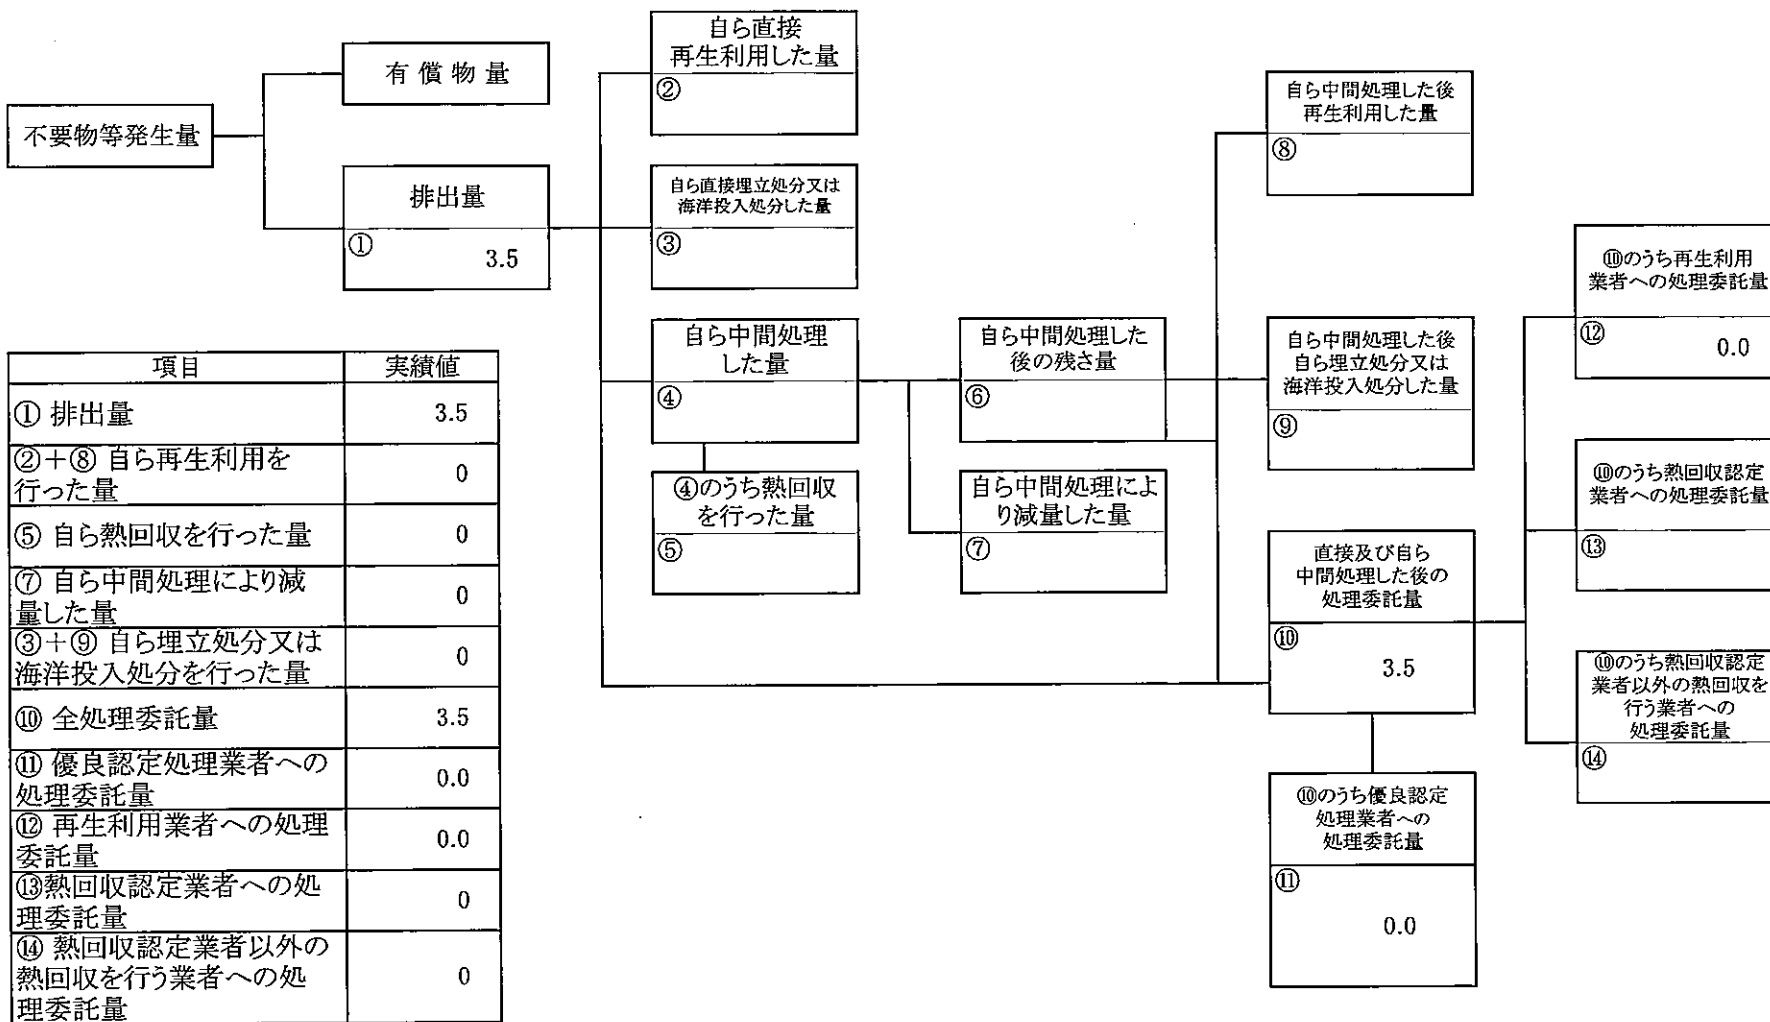 不要物等発生量
有償物量
排出量
①
3.5
自ら直接
再生利用した量
②
自ら直接埋立処分又は
海洋投入処分した量
③
自ら中間処理
した量
④
④のうち熱回収
を行った量
⑤
自ら中間処理した
後の残さ量
⑥
自ら中間処理によ
り減量した量
⑦
自ら中間処理した後
再生利用した量
⑧
自ら中間処理した後
自ら埋立処分又は
海洋投入処分した量
⑨
直接及び自ら
中間処理した後の
処理委託量
⑩
3.5
⑩のうち優良認定
処理業者への
処理委託量
⑪
0.0
⑩のうち再生利用
業者への処理委託量
⑫
0.0
⑩のうち熱回収認定
業者への処理委託量
⑬
⑩のうち熱回収認定
業者以外の熱回収を
行う業者への
処理委託量
⑭
項目 実績値
① 排出量 3.5
②+⑧ 自ら再生利用を
行った量 0
⑤ 自ら熱回収を行った量 0
⑦ 自ら中間処理により減
量した量 0
③+⑨ 自ら埋立処分又は
海洋投入処分を行った量 0
⑩ 全処理委託量 3.5
⑪ 優良認定処理業者への
処理委託量 0.0
⑫ 再生利用業者への処理
委託量 0.0
⑬熱回収認定業者への処
理委託量 0
⑭ 熱回収認定業者以外の
熱回収を行う業者への処
理委託量 0